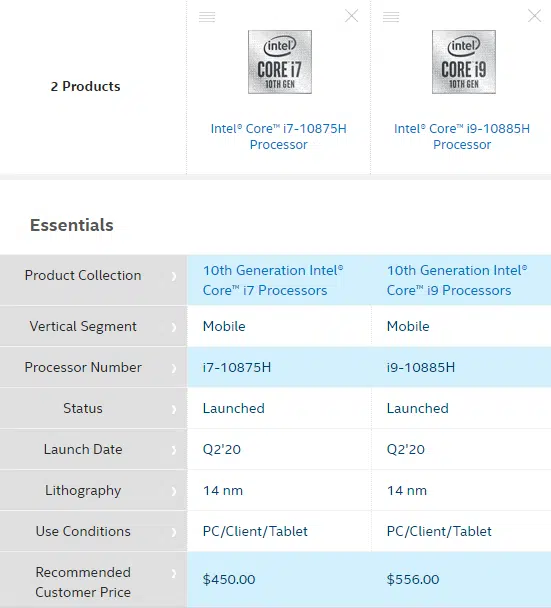 intel
CORE i7
10TH GEN
intel
CORE i9
10TH GEN
2 Products
Intel® Core™ i7-10875H
Processor
Intel® Core™ i9-10885H
Processor
Essentials
Product Collection
10th Generation Intel®
Core™ i7 Processors
10th Generation Intel®
Core™ i9 Processors
Vertical Segment
Mobile
Mobile
Processor Number
i7-10875H
i9-10885H
Status
Launched
Launched
Launch Date
Q2'20
Q2'20
Lithography
14 nm
14 nm
Use Conditions
PC/Client/Tablet
PC/Client/Tablet
Recommended
Customer Price
$450.00
$556.00